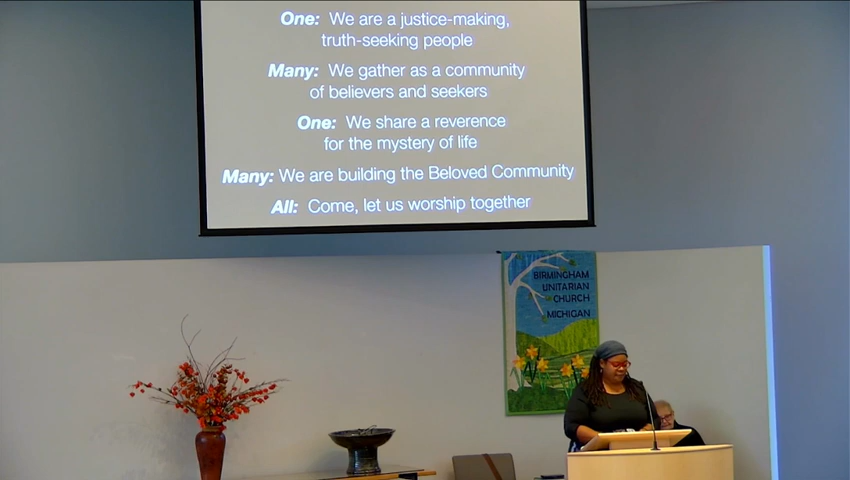 One: We are a justice-making,
truth-seeking people
Many: We gather as a community
of believers and seekers
One: We share a reverence
for the mystery of life
Many: We are building the Beloved Community
All: Come, let us worship together
BIRMINGHAM
UNITARIAN
CHURCH
MICHIGAN